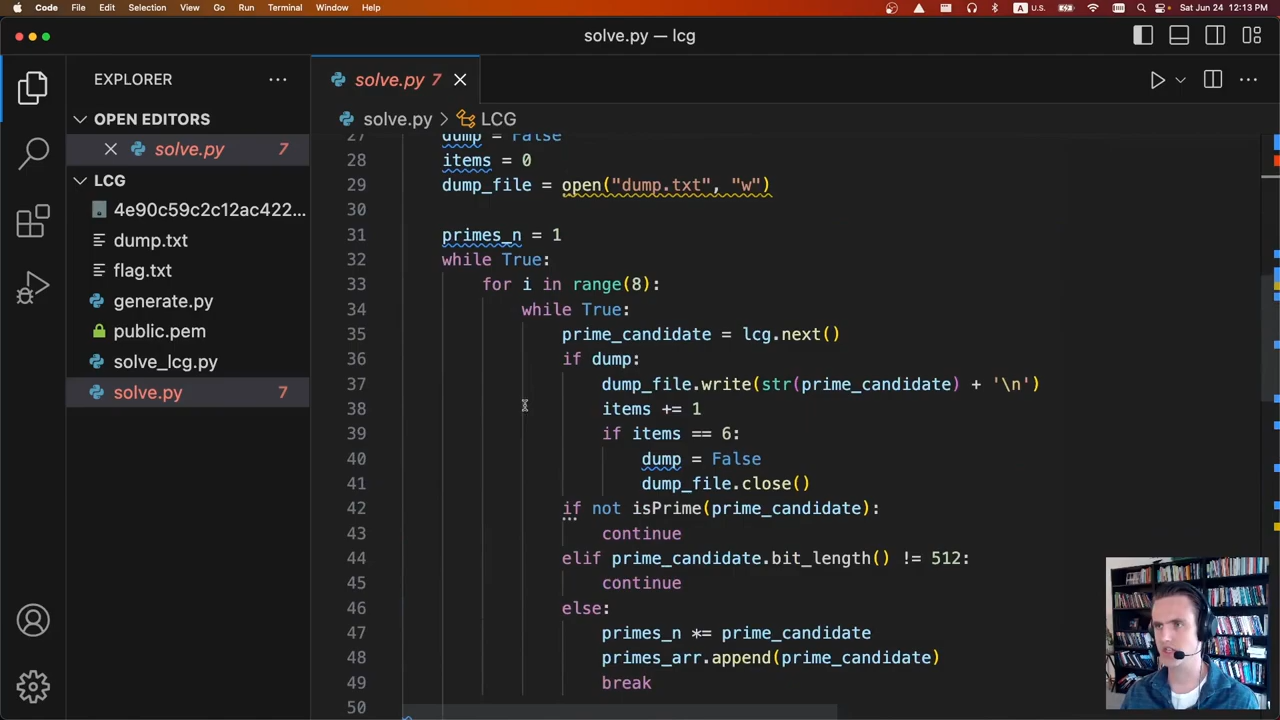 Code File Edit Selection View Go Run Terminal Window Help A U.S. Sat Jun 24 12:13 PM
solve.py — lcg
EXPLORER
solve.py 7
OPEN EDITORS
solve.py > LCG
solve.py 7
LCG
4e90c59c2c12ac422...
dump.txt
flag.txt
generate.py
public.pem
solve_lcg.py
solve.py 7
27 dump = False
28 items = 0
29 dump_file = open("dump.txt", "w")
30
31 primes_n = 1
32 while True:
33 for i in range(8):
34 while True:
35 prime_candidate = lcg.next()
36 if dump:
37 dump_file.write(str(prime_candidate) + '\n')
38 items += 1
39 if items == 6:
40 dump = False
41 dump_file.close()
42 if not isPrime(prime_candidate):
43 continue
44 elif prime_candidate.bit_length() != 512:
45 continue
46 else:
47 primes_n *= prime_candidate
48 primes_arr.append(prime_candidate)
49 break
50